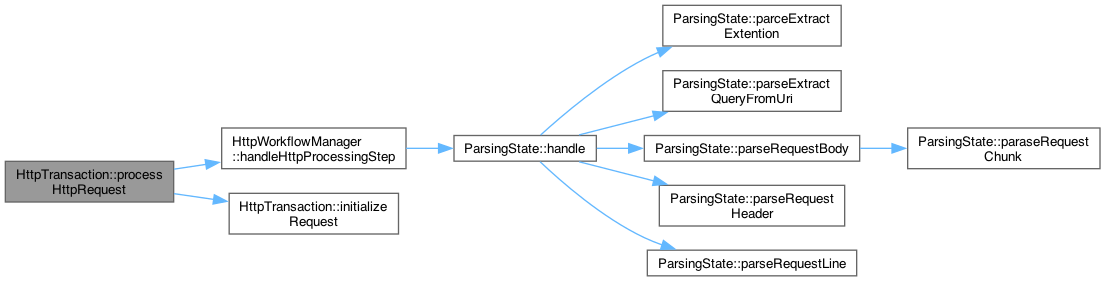 HttpTransaction::process
HttpRequest
HttpWorkflowManager
::handleHttpProcessingStep
HttpTransaction::initialize
Request
ParsingState::handle
ParsingState::parceExtract
Extention
ParsingState::parseExtract
QueryFromUri
ParsingState::parseRequestBody
ParsingState::paraseRequest
Chunk
ParsingState::parseRequest
Header
ParsingState::parseRequestLine